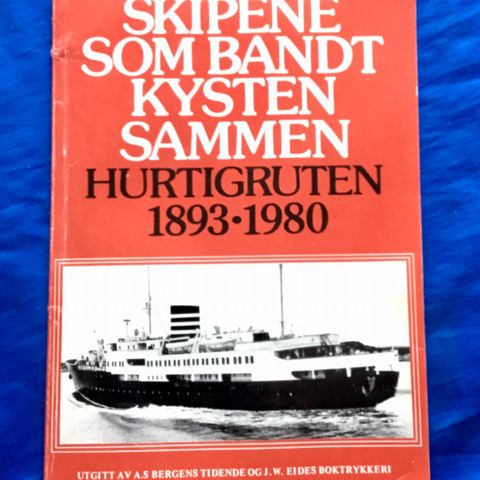 SKIPENE
SOM BANDT
KYSTEN
SAMMEN
HURTIGRUTEN
1893•1980
UTGITT AV A.S BERGENS TIDENDE OG J.W. EIDES BOKTRYKKERI